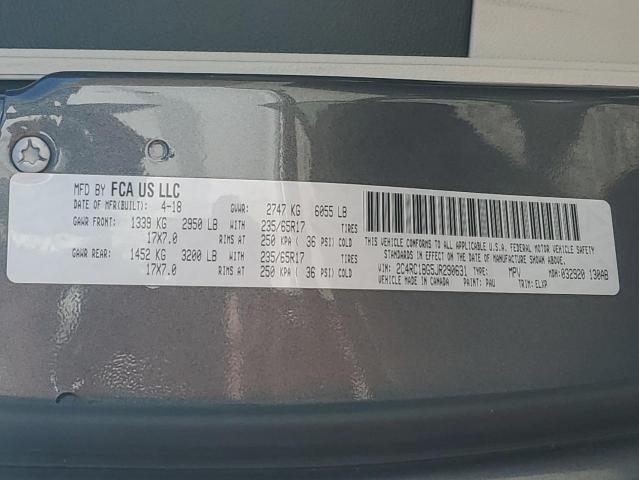 MFD BY FCA US LLC
DATE OF MFR(BUILT): 4-18 GVWR: 2747 KG 6055 LB
GAWR FRONT: 1339 KG 2950 LB WITH 235/65R17 TIRES
17X7.0 RIMS AT 250 KPA ( 36 PSI) COLD
GAWR REAR: 1452 KG 3200 LB WITH 235/65R17 TIRES
17X7.0 RIMS AT 250 KPA ( 36 PSI) COLD
THIS VEHICLE CONFORMS TO ALL APPLICABLE U.S.A. FEDERAL MOTOR VEHICLE SAFETY
STANDARDS IN EFFECT ON THE DATE OF MANUFACTURE SHOWN ABOVE.
VIN: 2C4RC1BG5JR290631 TYPE: MPV MDH: 032920 130AB
VEHICLE MADE IN CANADA PAINT: PAU TRIM: ELXP